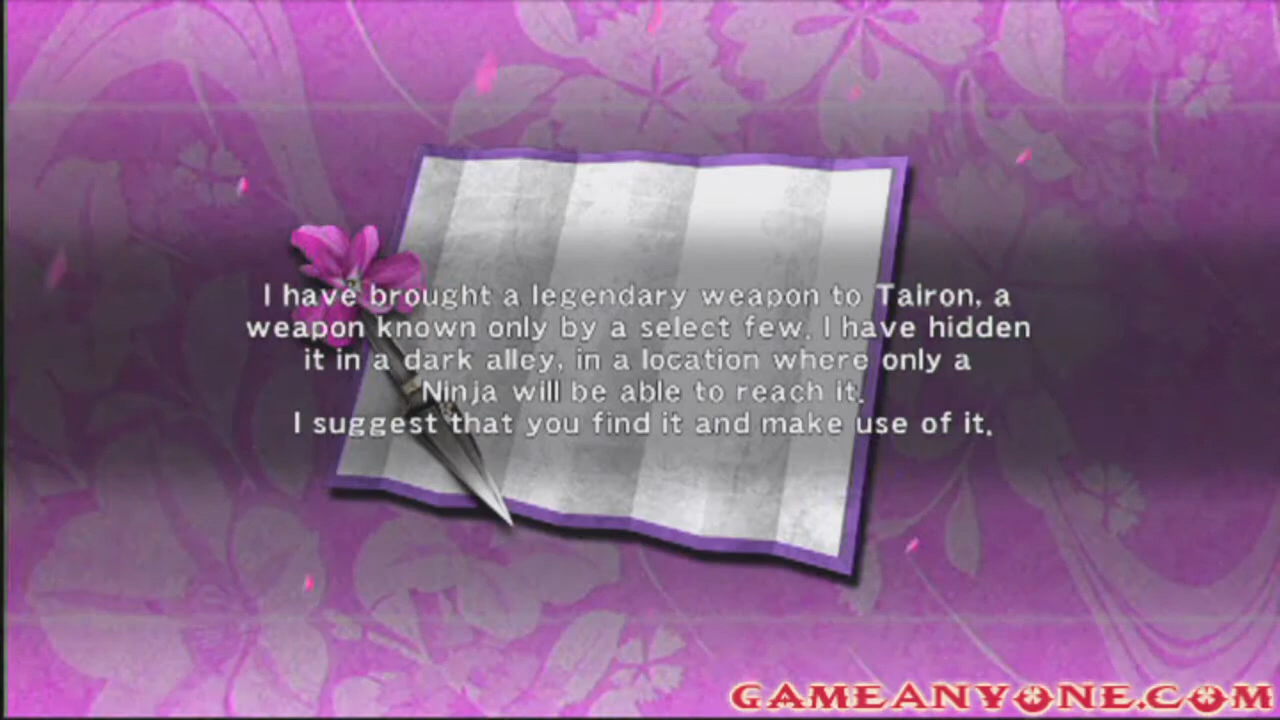 I have brought a legendary weapon to Tairon, a
weapon known only by a select few. I have hidden
it in a dark alley, in a location where only a
Ninja will be able to reach it.
I suggest that you find it and make use of it.
GAMEANYONE.COM